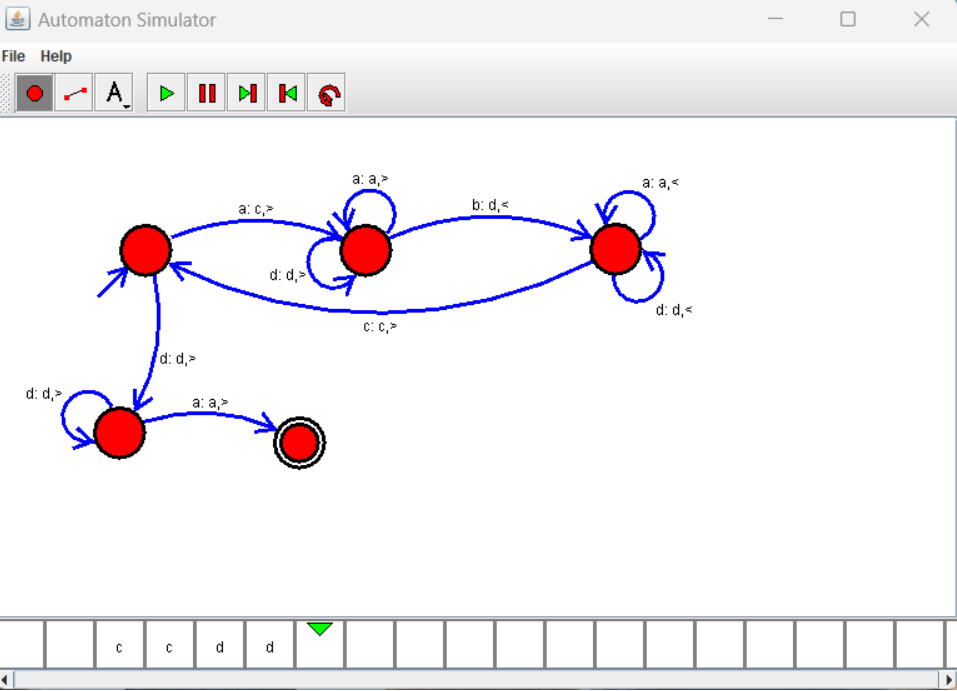 Automaton Simulator
File Help
A
a: a,>
a: a,<
a: c,>
b: d,<
d: d,>
d: d,<
c: c,>
d: d,>
d: d,>
a: a,>
c c d d